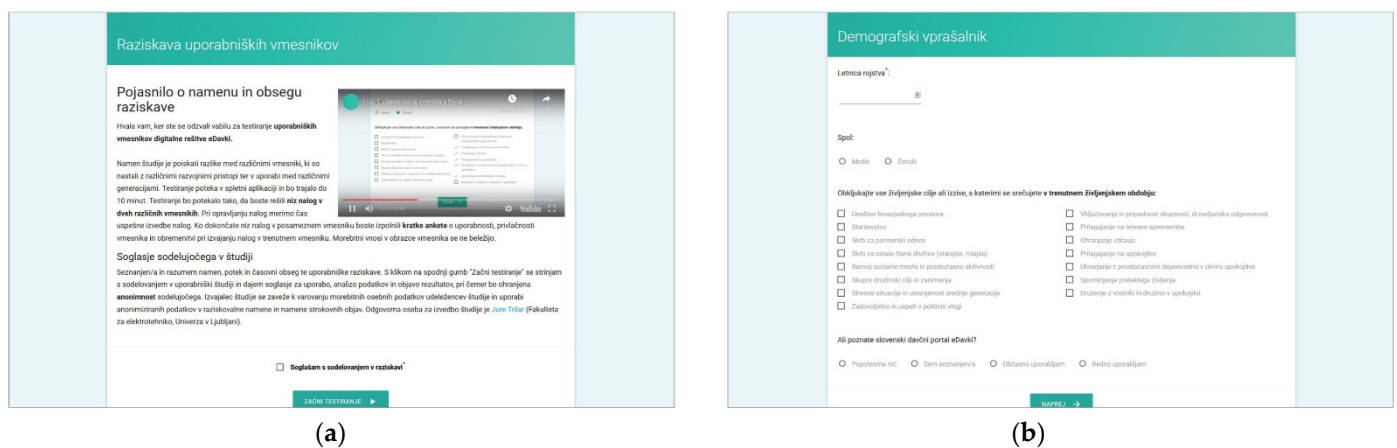 Raziskava uporabniških vmesnikov
Pojasnilo o namenu in obsegu
raziskave
Hvala vam, ker ste se odzvali vabilu za testiranje uporabniških
vmesnikov digitalne rešitve eDavki.
Namen študije je poiskati razlike med različnimi vmesniki, ki so
nastali z različnimi razvojnimi pristopi ter v uporabi med različnimi
generacijami. Testiranje poteka v spletni aplikaciji in bo trajalo do
10 minut. Testiranje bo potekalo tako, da boste rešili niz nalog v
dveh različnih vmesnikih. Pri opravljanju nalog merimo čas
uspešne izvedbe nalog. Ko dokončate niz nalog v posameznem vmesniku boste izpolnili kratke ankete o uporabnosti, privlačnosti
vmesnika in obremenitvi pri izvajanju nalog v trenutnem vmesniku. Morebitni vnosi v obrazce vmesnika se ne beležijo.
Soglasje sodelujočega v študiji
Seznanjen/a in razumem namen, potek in časovni obseg te uporabniške raziskave. S klikom na spodnji gumb "Začni testiranje" se strinjam
s sodelovanjem v uporabniški študiji in dajem soglasje za uporabo, analizo podatkov in objavo rezultatov, pri čemer bo ohranjena
anonimnost sodelujočega. Izvajalec študije se zaveže k varovanju morebitnih osebnih podatkov udeležencev študije in uporabi
anonimiziranih podatkov v raziskovalne namene in namene strokovnih objav. Odgovorna oseba za izvedbo študije je Jure Trilar (Fakulteta
za elektrotehniko, Univerza v Ljubljani).
YouTube
Soglašam s sodelovanjem v raziskavi*
ZAČNI TESTIRANJE
(a)
Demografski vprašalnik
Letnica rojstva*:
Spol:
Moški Ženski
Obkljukajte vse življenjske cilje ali izzive, s katerimi se srečujete v trenutnem življenjskem obdobju:
Ureditev bivanjskega prostora
Starševstvo
Skrb za partnerski odnos
Skrb za ostale člane družine (starejše, mlajše)
Razvoj socialne mreže in prostočasne aktivnosti
Skupni družinski cilji in zanimanja
Stresne situacije in utesnjenost srednje generacije
Zadovoljstvo in uspeh v poklicni vlogi
Vključevanje in pripadnost skupnosti, državljanska odgovornost
Prilagajanje na telesne spremembe
Ohranjanje zdravja
Prilagajanje na upokojitev
Ukvarjanje z prostočasnimi dejavnostmi v okviru upokojitve
Spominjanje preteklega življenja
Druženje z vrstniki in družino v upokojitvi
Ali poznate slovenski davčni portal eDavki?
Popolnoma nič Sem seznanjen/a Občasno uporabljam Redno uporabljam
NAPREJ
(b)